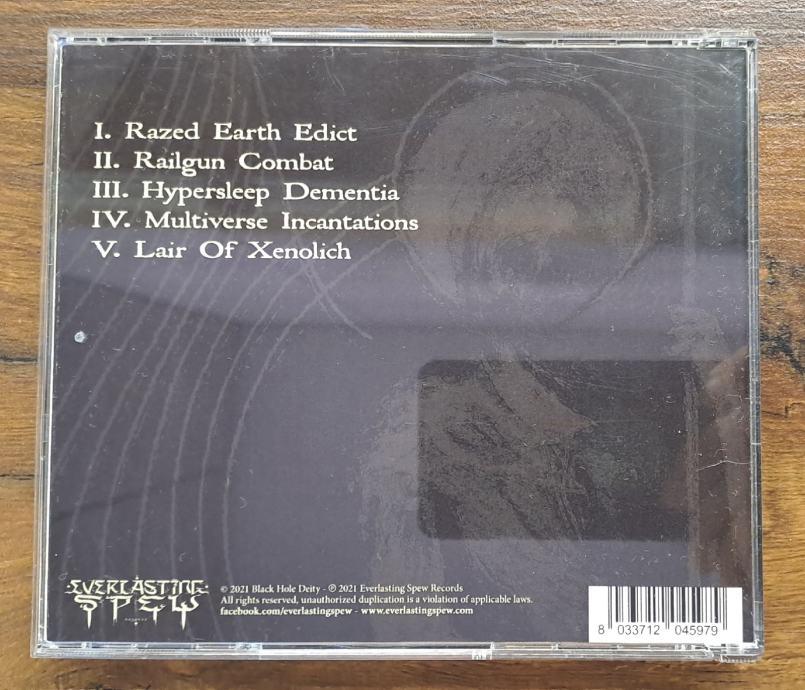 I. Razed Earth Edict
II. Railgun Combat
III. Hypersleep Dementia
IV. Multiverse Incantations
V. Lair Of Xenolich
EVERLASTING
SPEW
© 2021 Black Hole Deity - ℗ 2021 Everlasting Spew Records
All rights reserved, unauthorized duplication is a violation of applicable laws.
facebook.com/everlastingspew - www.everlastingspew.com
8 033712 045979